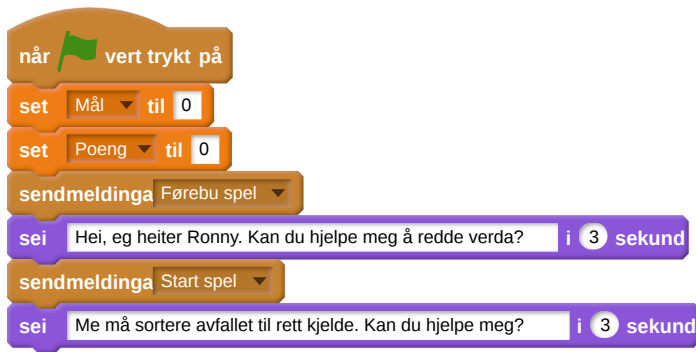 når vert trykt på
set Mål til 0
set Poeng til 0
sendmeldinga Førebu spel
sei Hei, eg heiter Ronny. Kan du hjelpe meg å redde verda? i 3 sekund
sendmeldinga Start spel
sei Me må sortere avfallet til rett kjelde. Kan du hjelpe meg? i 3 sekund